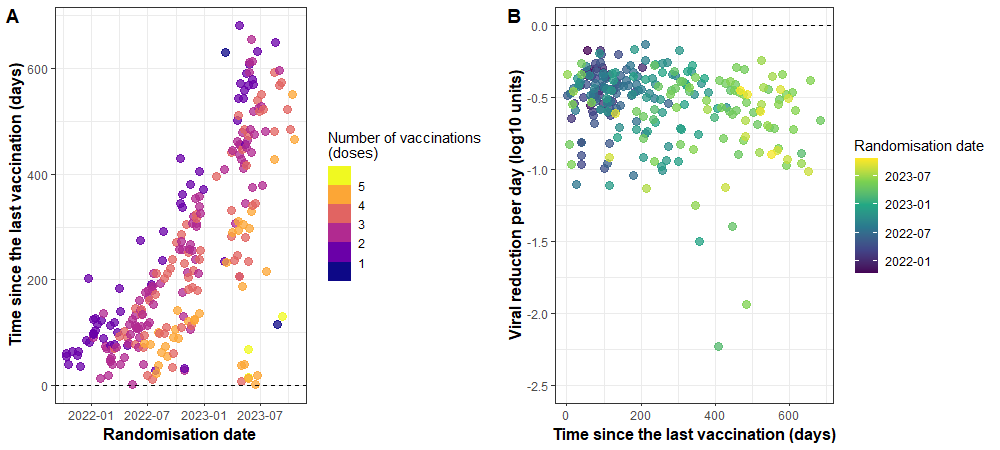 A
Time since the last vaccination (days)
600
400
200
0
2022-01 2022-07 2023-01 2023-07
Randomisation date
Number of vaccinations
(doses)
5
4
3
2
1
B
Viral reduction per day (log10 units)
0.0
-0.5
-1.0
-1.5
-2.0
-2.5
0 200 400 600
Time since the last vaccination (days)
Randomisation date
2023-07
2023-01
2022-07
2022-01